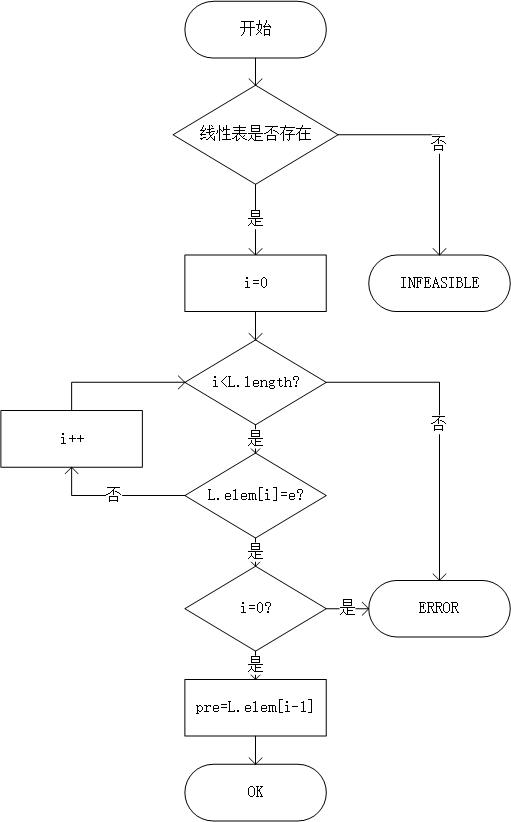 开始
线性表是否存在
否
是
i=0
INFEASIBLE
i<L.length?
i++
否
是
L.elem[i]=e?
否
是
i=0?
是
ERROR
是
pre=L.elem[i-1]
OK